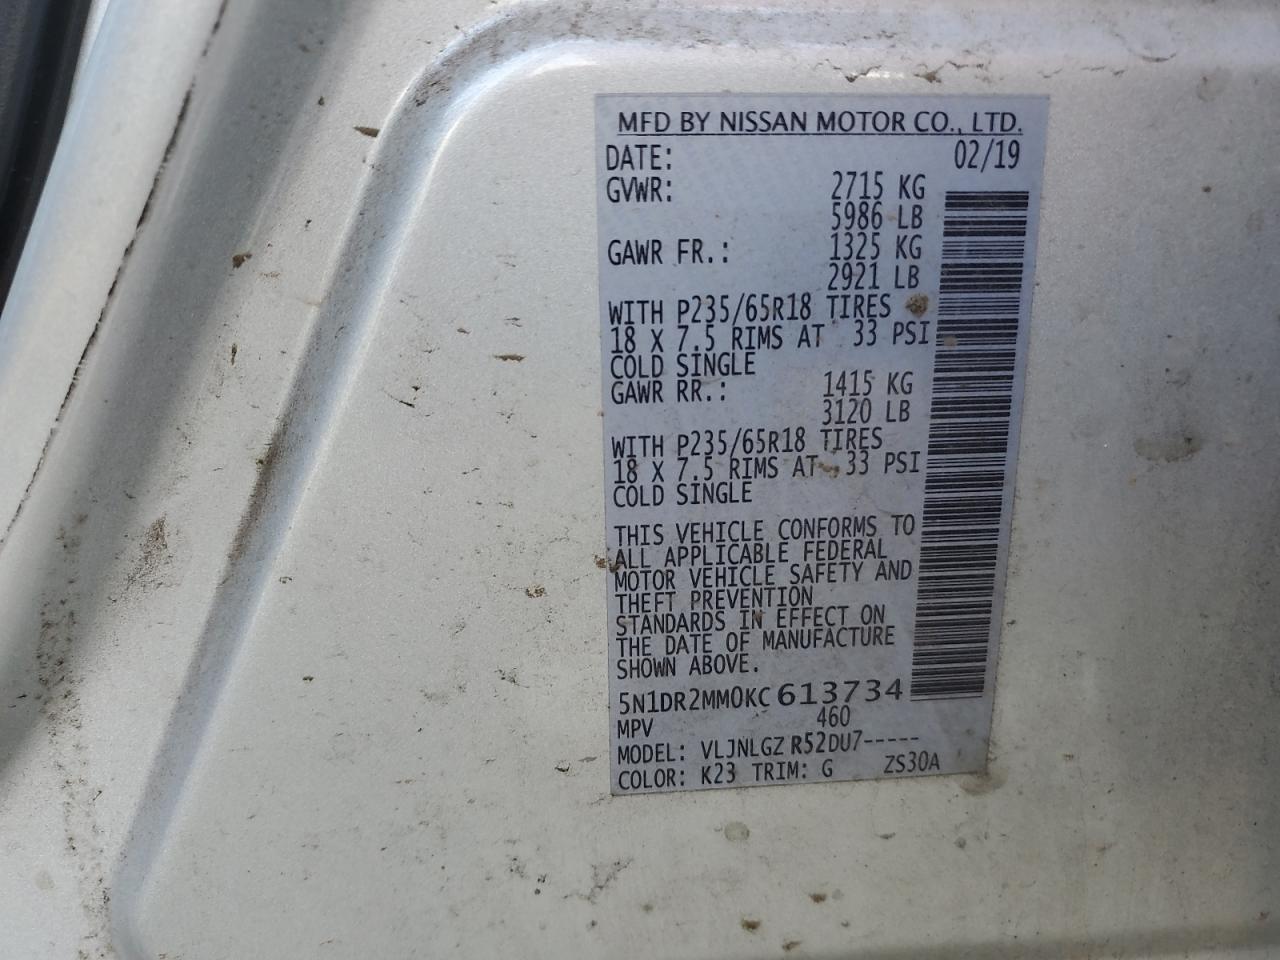 MFD BY NISSAN MOTOR CO., LTD.
DATE: 02/19
GVWR: 2715 KG
5986 LB
GAWR FR.: 1325 KG
2921 LB
WITH P235/65R18 TIRES
18 X 7.5 RIMS AT 33 PSI
COLD SINGLE
GAWR RR.: 1415 KG
3120 LB
WITH P235/65R18 TIRES
18 X 7.5 RIMS AT 33 PSI
COLD SINGLE
THIS VEHICLE CONFORMS TO
ALL APPLICABLE FEDERAL
MOTOR VEHICLE SAFETY AND
THEFT PREVENTION
STANDARDS IN EFFECT ON
THE DATE OF MANUFACTURE
SHOWN ABOVE.
5N1DR2MM0KC613734
MPV 460
MODEL: VLJNLGZ R52DU7-----
COLOR: K23 TRIM: G ZS30A